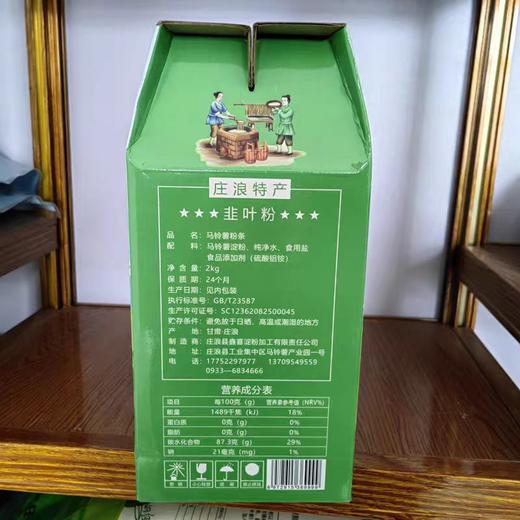 庄浪特产
★★★韭叶粉★★★
品 名：马铃薯粉条
配 料：马铃薯淀粉、纯净水、食用盐
食品添加剂（硫酸铝铵）
净 含 量：2kg
保 质 期：24个月
生产日期：见内包装
执行标准号：GB/T23587
生产许可证号：SC12362082500045
贮存条件：避免放于日晒、高温或潮湿的地方
产 地：甘肃·庄浪
制 造 商：庄浪县鑫喜淀粉加工有限责任公司
地 址：庄浪县工业集中区马铃薯产业园一号
电 话：17752297977 13709549559
0933-6834666
营养成分表
项目 每100克（g） 营养素参考值（NRV%）
能量 1489千焦（kJ） 18%
蛋白质 0克（g） 0%
脂肪 0克（g） 0%
碳水化合物 87.3克（g） 29%
钠 21毫克（mg） 1%